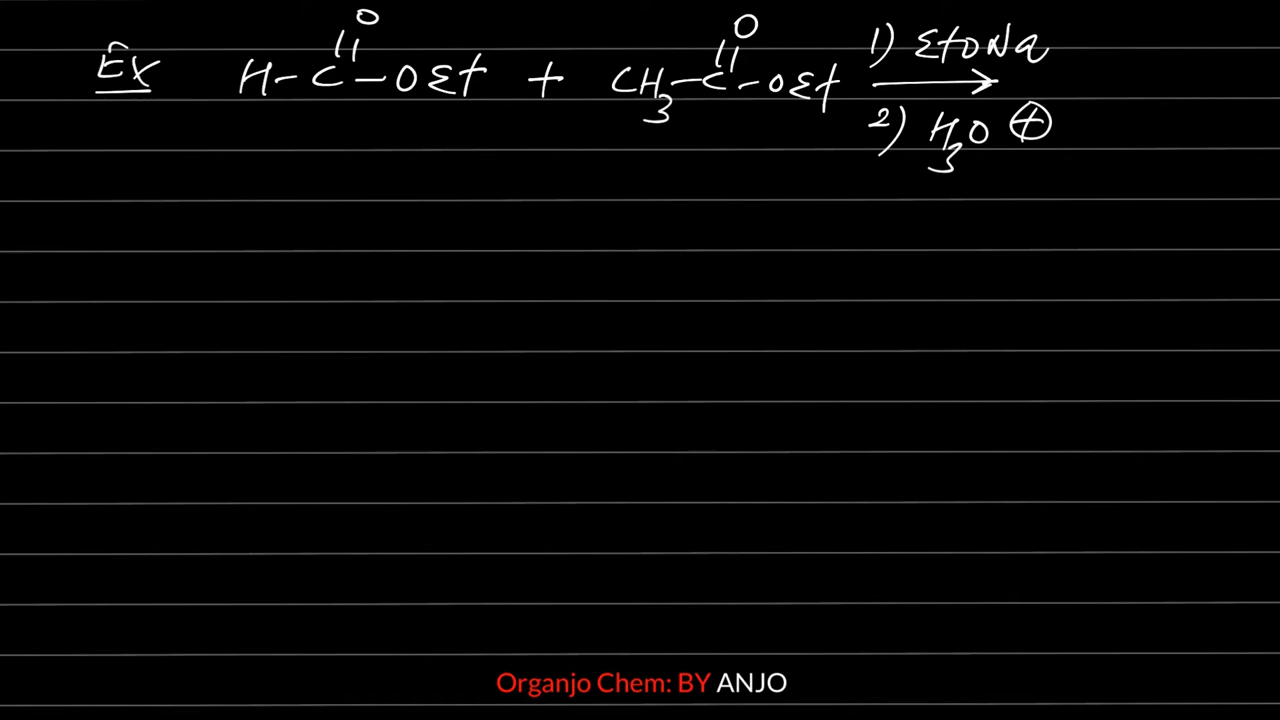 Ex H-C(=O)-OEt + CH₃-C(=O)-OEt → 1) EtONa
2) H₃O⊕
Organjo Chem: BY ANJO